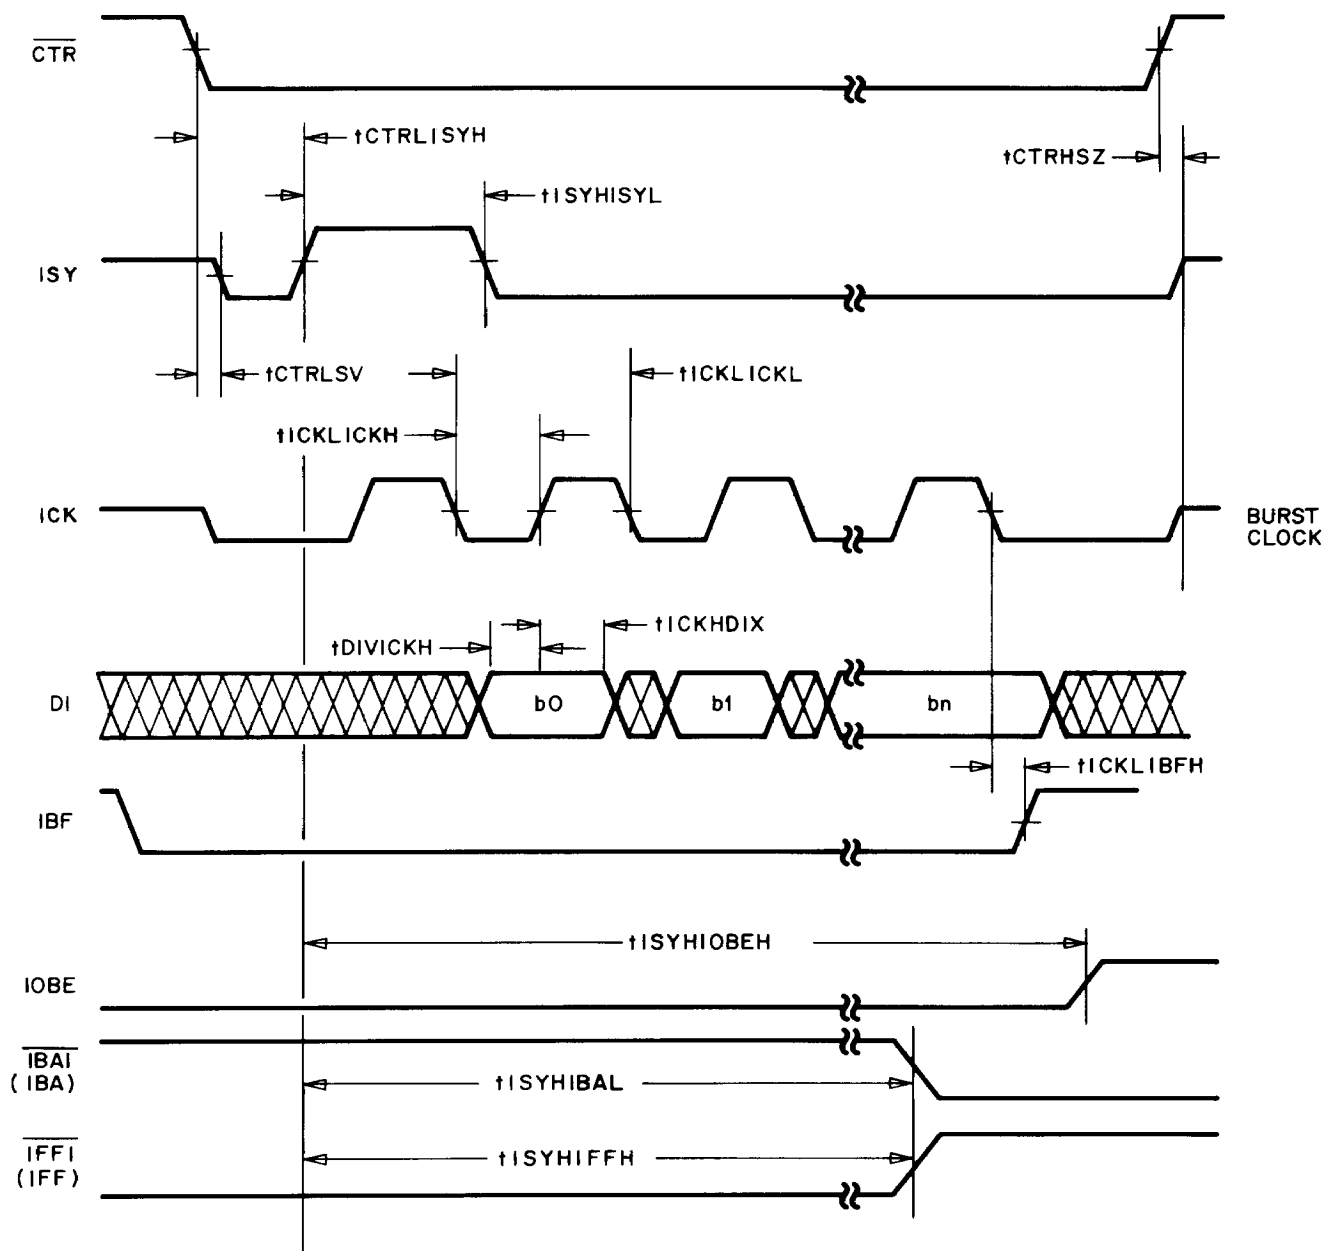 CTR
tCTRLISYH
tCTRHSZ
tISYHISYL
ISY
tCTRLSV
tICKLICKL
tICKLICKH
ICK
BURST
CLOCK
tICKHDIX
tDIVICKH
DI
b0
b1
bn
tICKLIBFH
IBF
tISYHIOBEH
IOBE
IBAI
(IBA)
tISYHIBAL
IFFI
(IFF)
tISYHIFFH